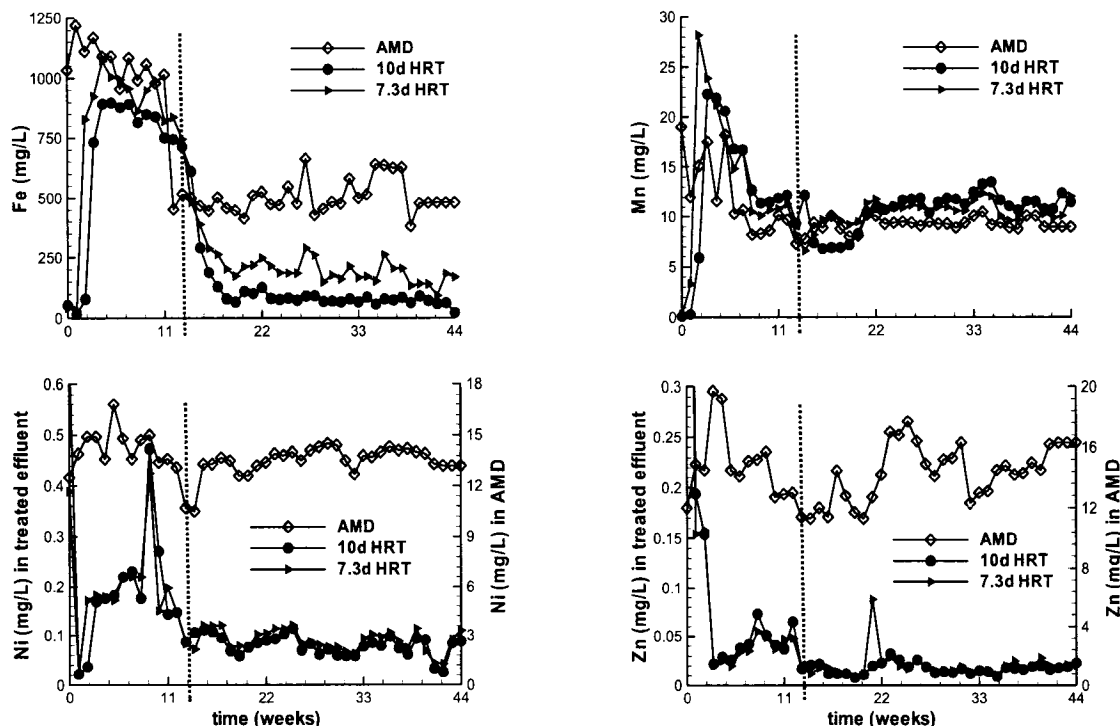 Fe (mg/L)
1250
1000
750
500
250
0
0 11 22 33 44
AMD
10d HRT
7.3d HRT
Mn (mg/L)
30
25
20
15
10
5
0
0 11 22 33 44
AMD
10d HRT
7.3d HRT
Ni (mg/L) in treated effluent
0.6
0.5
0.4
0.3
0.2
0.1
0
0 11 22 33 44
time (weeks)
18
15
12
9
6
3
0
Ni (mg/L) in AMD
AMD
10d HRT
7.3d HRT
Zn (mg/L) in treated effluent
0.3
0.25
0.2
0.15
0.1
0.05
0
0 11 22 33 44
time (weeks)
20
16
12
8
4
0
Zn (mg/L) in AMD
AMD
10d HRT
7.3d HRT